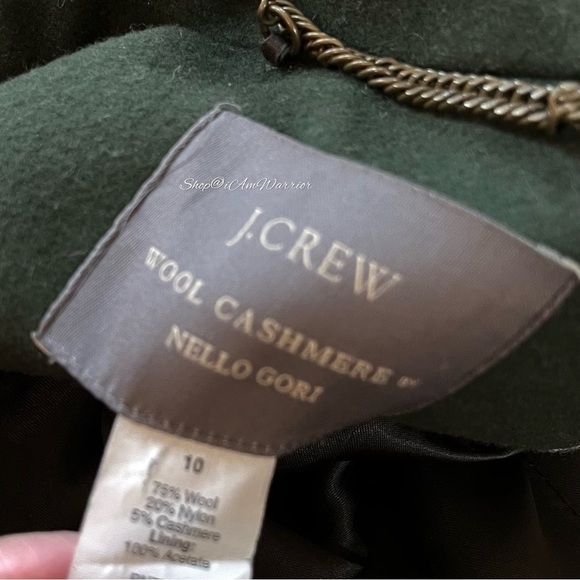 Shop@iAmWarrior
J.CREW
WOOL CASHMERE BY
NELLO GORI
10
75% Wool
20% Nylon
5% Cashmere
Lining:
100% Acetate